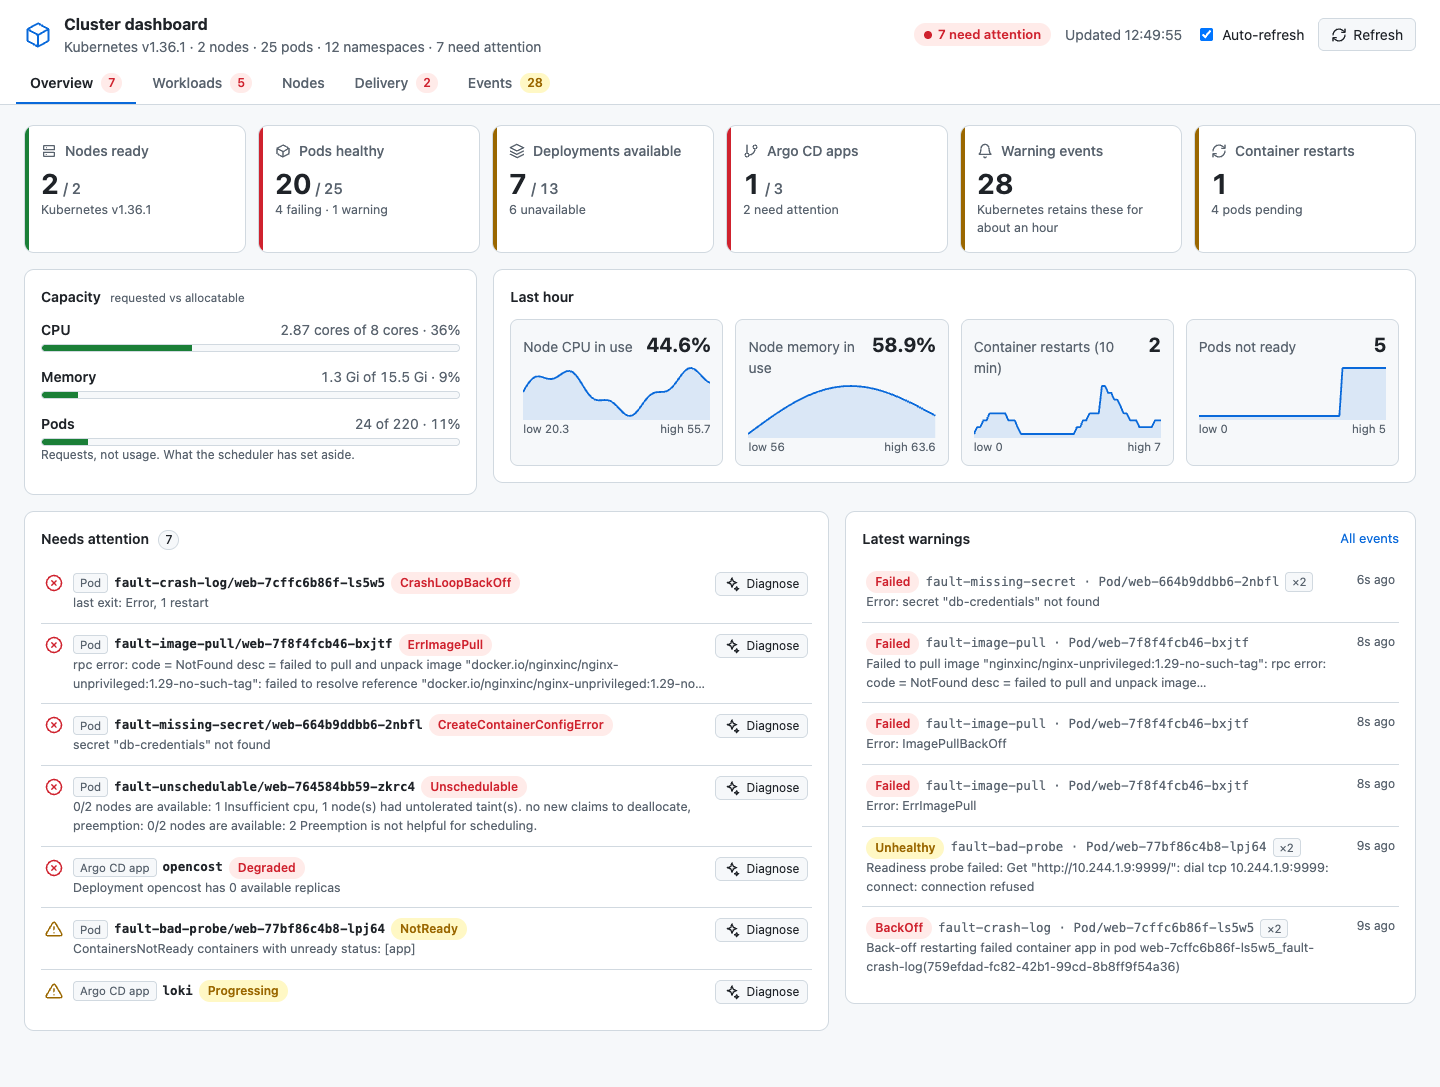 Cluster dashboard
Kubernetes v1.36.1 · 2 nodes · 25 pods · 12 namespaces · 7 need attention
7 need attention
Updated 12:49:55
Auto-refresh
Refresh
Overview 7
Workloads 5
Nodes
Delivery 2
Events 28
Nodes ready
2 / 2
Kubernetes v1.36.1
Pods healthy
20 / 25
4 failing · 1 warning
Deployments available
7 / 13
6 unavailable
Argo CD apps
1 / 3
2 need attention
Warning events
28
Kubernetes retains these for
about an hour
Container restarts
1
4 pods pending
Capacity requested vs allocatable
CPU 2.87 cores of 8 cores · 36%
Memory 1.3 Gi of 15.5 Gi · 9%
Pods 24 of 220 · 11%
Requests, not usage. What the scheduler has set aside.
Last hour
Node CPU in use 44.6%
low 20.3 high 55.7
Node memory in
use
58.9%
low 56 high 63.6
Container restarts (10
min)
2
low 0 high 7
Pods not ready 5
low 0 high 5
Needs attention 7
Pod fault-crash-log/web-7cffc6b86f-ls5w5 CrashLoopBackOff
last exit: Error, 1 restart
Diagnose
Pod fault-image-pull/web-7f8f4fcb46-bxjtf ErrImagePull
rpc error: code = NotFound desc = failed to pull and unpack image "docker.io/nginxinc/nginx-
unprivileged:1.29-no-such-tag": failed to resolve reference "docker.io/nginxinc/nginx-unprivileged:1.29-no...
Diagnose
Pod fault-missing-secret/web-664b9ddbb6-2nbfl CreateContainerConfigError
secret "db-credentials" not found
Diagnose
Pod fault-unschedulable/web-764584bb59-zkrc4 Unschedulable
0/2 nodes are available: 1 Insufficient cpu, 1 node(s) had untolerated taint(s). no new claims to deallocate,
preemption: 0/2 nodes are available: 2 Preemption is not helpful for scheduling.
Diagnose
Argo CD app opencost Degraded
Deployment opencost has 0 available replicas
Diagnose
Pod fault-bad-probe/web-77bf86c4b8-lpj64 NotReady
ContainersNotReady containers with unready status: [app]
Diagnose
Argo CD app loki Progressing
Diagnose
Latest warnings
All events
Failed fault-missing-secret · Pod/web-664b9ddbb6-2nbfl ×2 6s ago
Error: secret "db-credentials" not found
Failed fault-image-pull · Pod/web-7f8f4fcb46-bxjtf 8s ago
Failed to pull image "nginxinc/nginx-unprivileged:1.29-no-such-tag": rpc error:
code = NotFound desc = failed to pull and unpack image...
Failed fault-image-pull · Pod/web-7f8f4fcb46-bxjtf 8s ago
Error: ImagePullBackOff
Failed fault-image-pull · Pod/web-7f8f4fcb46-bxjtf 8s ago
Error: ErrImagePull
Unhealthy fault-bad-probe · Pod/web-77bf86c4b8-lpj64 ×2 9s ago
Readiness probe failed: Get "http://10.244.1.9:9999/": dial tcp 10.244.1.9:9999:
connect: connection refused
BackOff fault-crash-log · Pod/web-7cffc6b86f-ls5w5 ×2 9s ago
Back-off restarting failed container app in pod web-7cffc6b86f-ls5w5_fault-
crash-log(759efdad-fc82-42b1-99cd-8b8ff9f54a36)